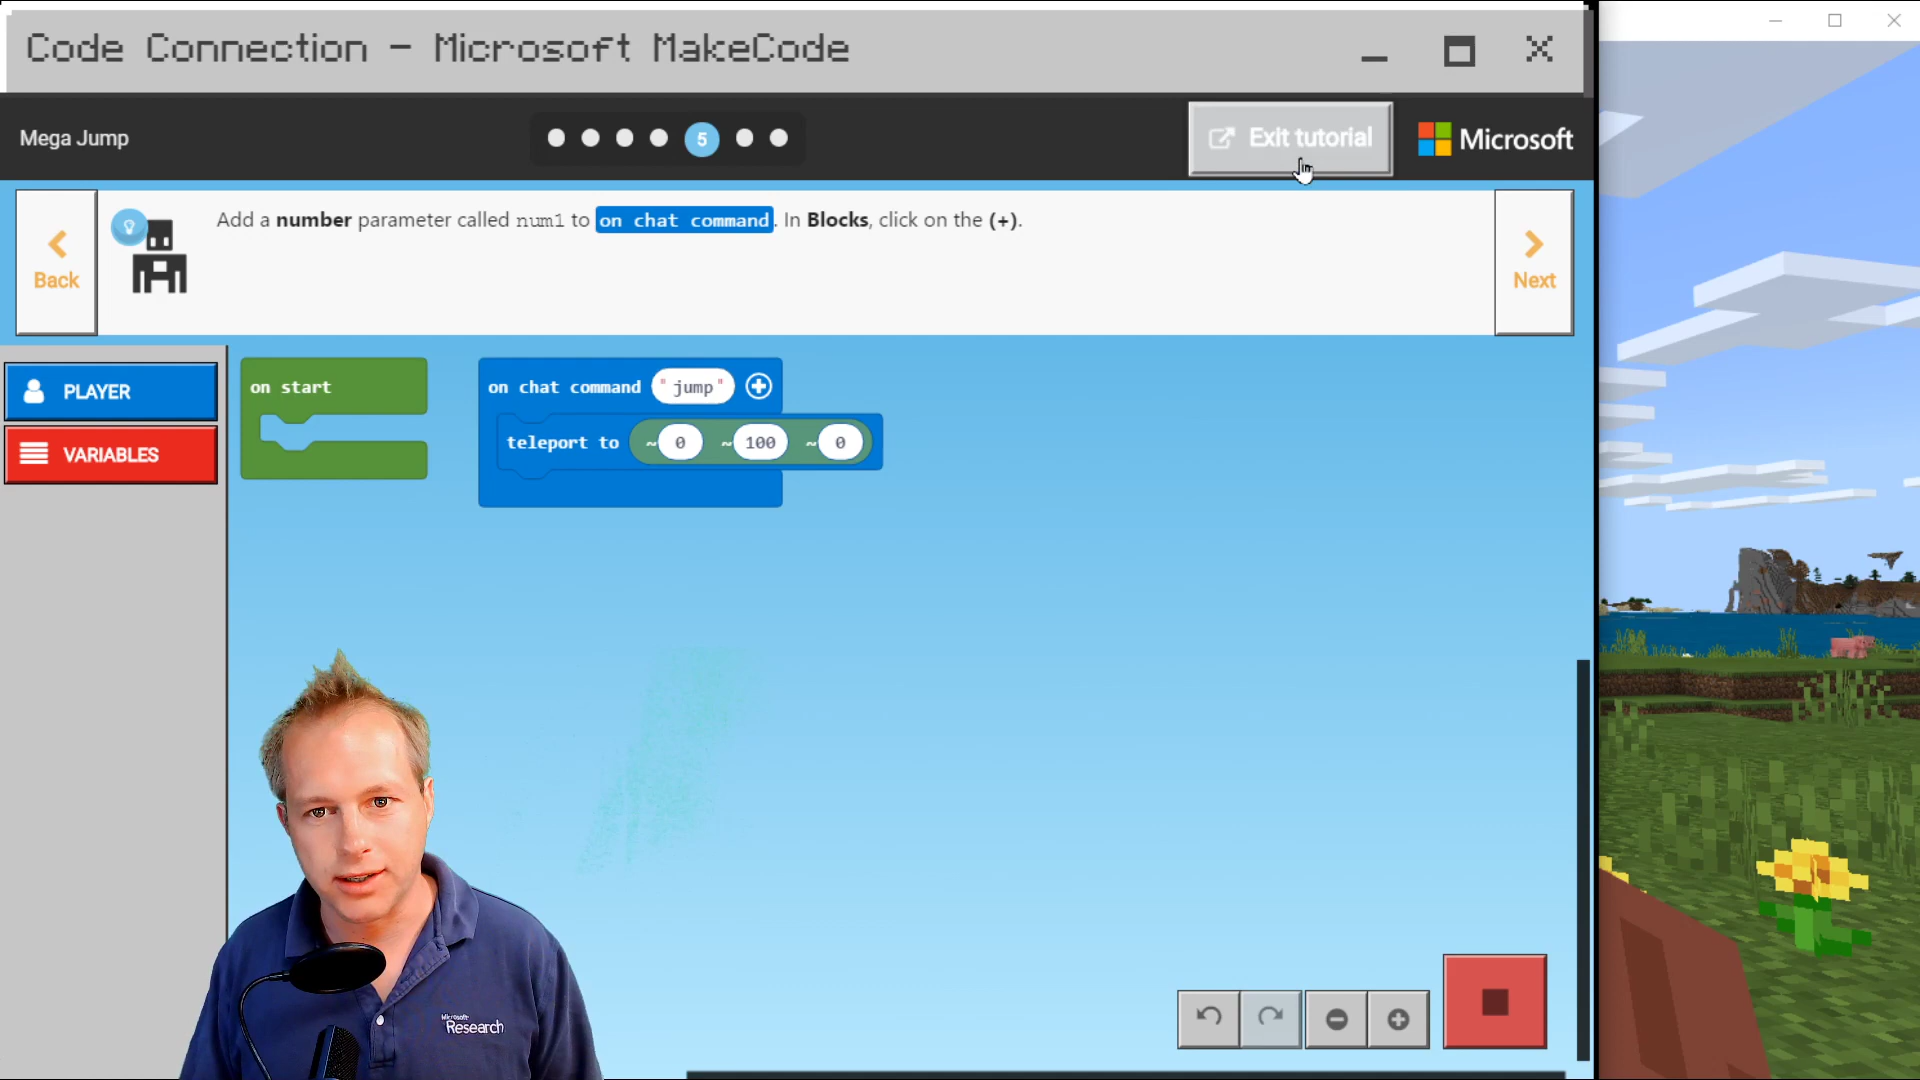 Code Connection - Microsoft MakeCode
Mega Jump
5
Exit tutorial
Microsoft
Back
Add a number parameter called num1 to on chat command. In Blocks, click on the (+).
Next
PLAYER
VARIABLES
on start
on chat command "jump"
teleport to ~0 ~100 ~0
Microsoft
Research